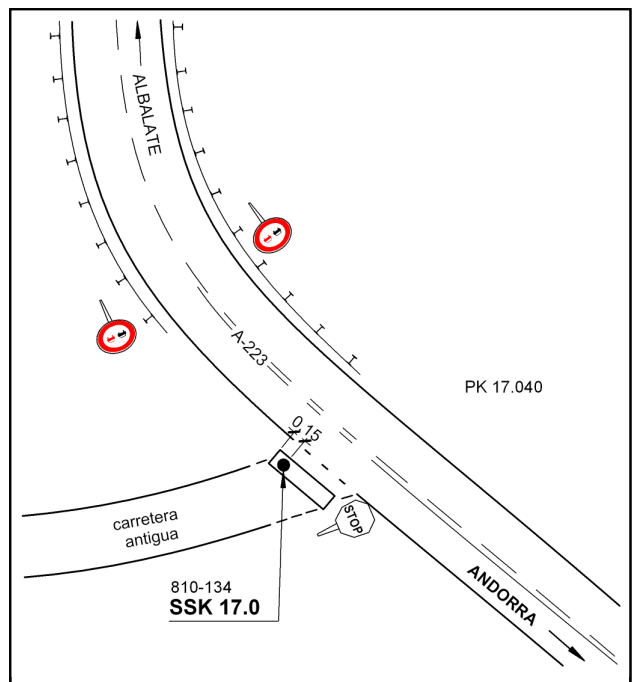 ALBALATE
A-223
PK 17.040
0.15
STOP
carretera
antigua
810-134
SSK 17.0
ANDORRA